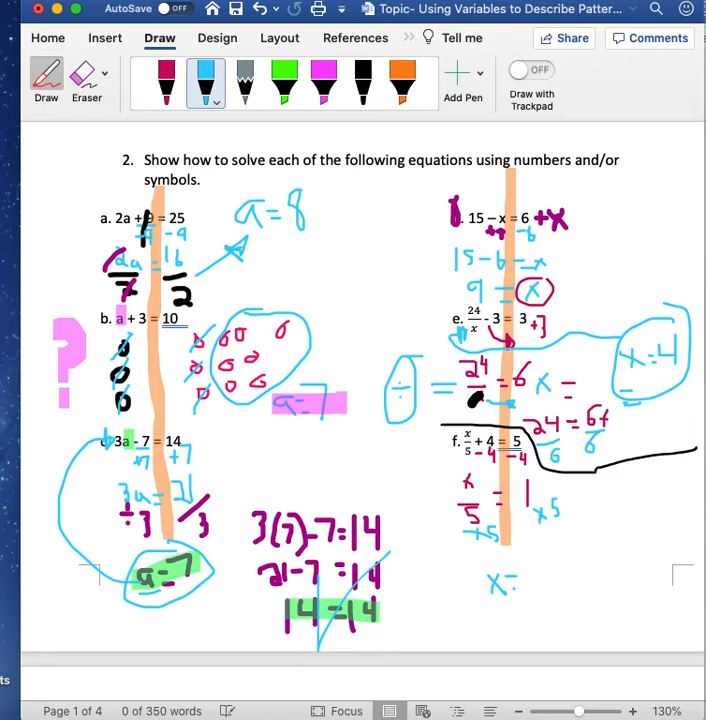 AutoSave OFF
Topic- Using Variables to Describe Patter...
Home Insert Draw Design Layout References Tell me Share Comments
Draw Eraser Add Pen Draw with Trackpad OFF
2. Show how to solve each of the following equations using numbers and/or
symbols.
a. 2a + 9 = 25
-9 -9
2a = 16
2
a = 8
b. a + 3 = 10
?
a=7
3a - 7 = 14
+7 +7
3a = 21
÷3 /3
a=7
3(7)-7=14
21-7 =14
14=14
15 – x = 6 +x
-6
15-6=x
9 = x
e. 24/x - 3 = 3 +3
24 = 6 x =
÷ =
x=4
24=6x
6 6
f. x/5 + 4 = 5
-4 -4
x/5 = 1
x5 x5
x=
ts
Page 1 of 4 0 of 350 words Focus 130%